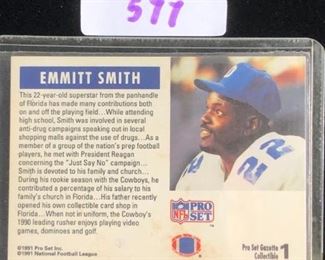 577
EMMITT SMITH
This 22-year-old superstar from the panhandle
of Florida has made many contributions both
on and off the playing field.... While attending
high school, Smith was involved in several
anti-drug campaigns speaking out in local
shopping malls against the use of drugs.... As a
member of a group of the nation's prep football
players, he met with President Reagan
concerning the "Just Say No" campaign...
Smith is devoted to his family and church....
During his rookie season with the Cowboys, he
contributed a percentage of his salary to his
family's church in Florida... His father recently
opened his own collectible card shop in
Florida. When not in uniform, the Cowboy's
1990 leading rusher enjoys playing video
games, dominoes and golf.
©1991 Pro Set Inc.
©1991 National Football League
22
NFL
PRO
SET
TM
Pro Set Gazette
Collectible 1